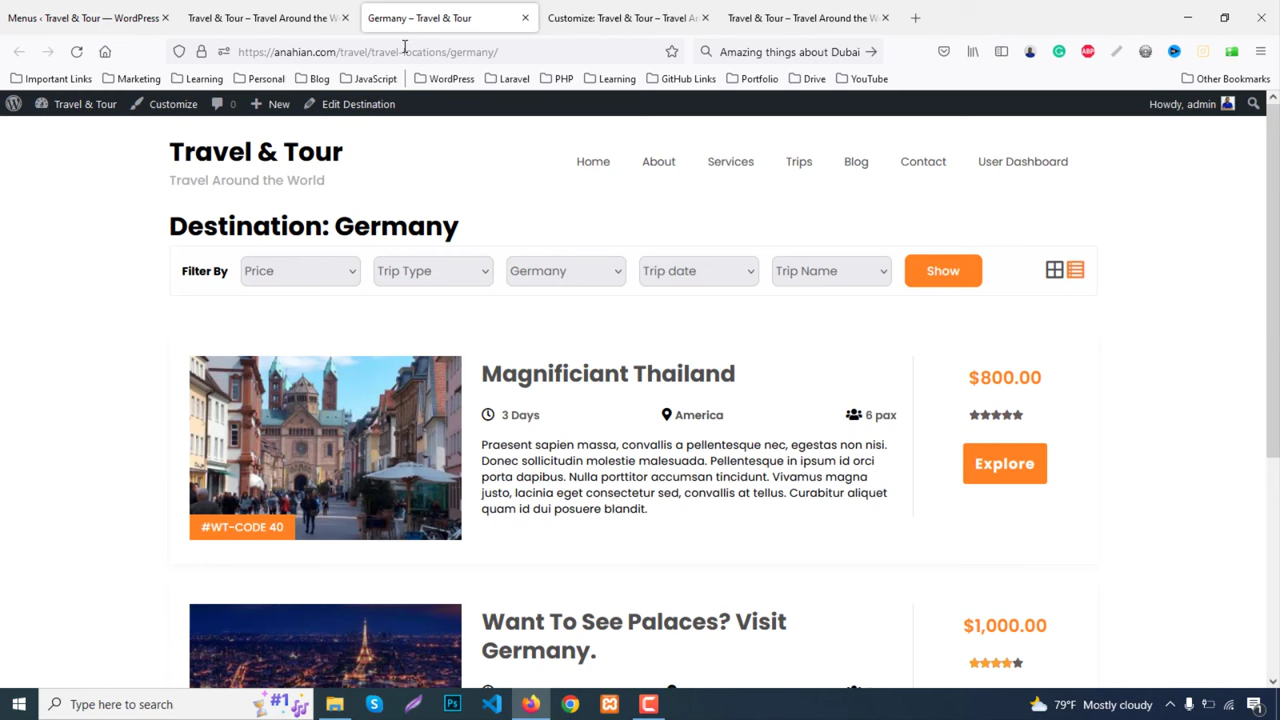 Menus ‹ Travel & Tour — WordPress
Travel & Tour – Travel Around the W
Germany – Travel & Tour
Customize: Travel & Tour – Travel Ar
Travel & Tour – Travel Around the W
https://anahian.com/travel/travel-locations/germany/
Amazing things about Dubai
Important Links
Marketing
Learning
Personal
Blog
JavaScript
WordPress
Laravel
PHP
Learning
GitHub Links
Portfolio
Drive
YouTube
Other Bookmarks
Travel & Tour
Customize
0
New
Edit Destination
Howdy, admin
Travel & Tour
Travel Around the World
Home
About
Services
Trips
Blog
Contact
User Dashboard
Destination: Germany
Filter By
Price
Trip Type
Germany
Trip date
Trip Name
Show
Magnificiant Thailand
$800.00
3 Days
America
6 pax
Praesent sapien massa, convallis a pellentesque nec, egestas non nisi.
Donec sollicitudin molestie malesuada. Pellentesque in ipsum id orci
porta dapibus. Nulla porttitor accumsan tincidunt. Vivamus magna
justo, lacinia eget consectetur sed, convallis at tellus. Curabitur aliquet
quam id dui posuere blandit.
Explore
#WT-CODE 40
Want To See Palaces? Visit
Germany.
$1,000.00
Type here to search
#1
Ps
79°F Mostly cloudy
1